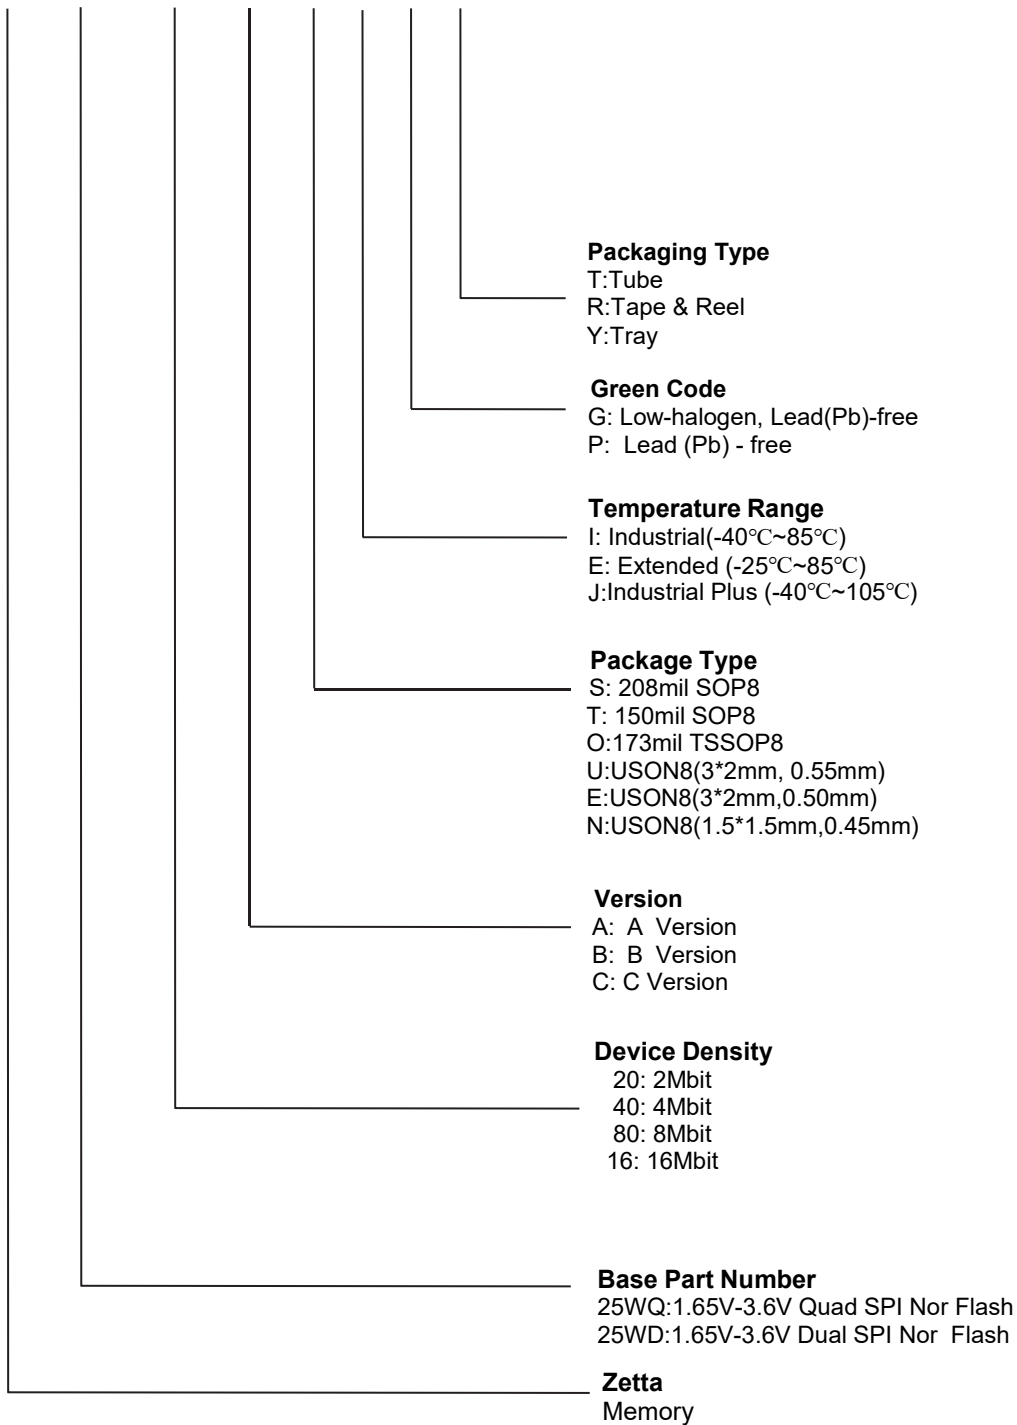 Packaging Type
T:Tube
R:Tape & Reel
Y:Tray
Green Code
G: Low-halogen, Lead(Pb)-free
P: Lead (Pb) - free
Temperature Range
I: Industrial(-40℃~85℃)
E: Extended (-25℃~85℃)
J:Industrial Plus (-40℃~105℃)
Package Type
S: 208mil SOP8
T: 150mil SOP8
O:173mil TSSOP8
U:USON8(3*2mm, 0.55mm)
E:USON8(3*2mm,0.50mm)
N:USON8(1.5*1.5mm,0.45mm)
Version
A: A Version
B: B Version
C: C Version
Device Density
20: 2Mbit
40: 4Mbit
80: 8Mbit
16: 16Mbit
Base Part Number
25WQ:1.65V-3.6V Quad SPI Nor Flash
25WD:1.65V-3.6V Dual SPI Nor Flash
Zetta
Memory